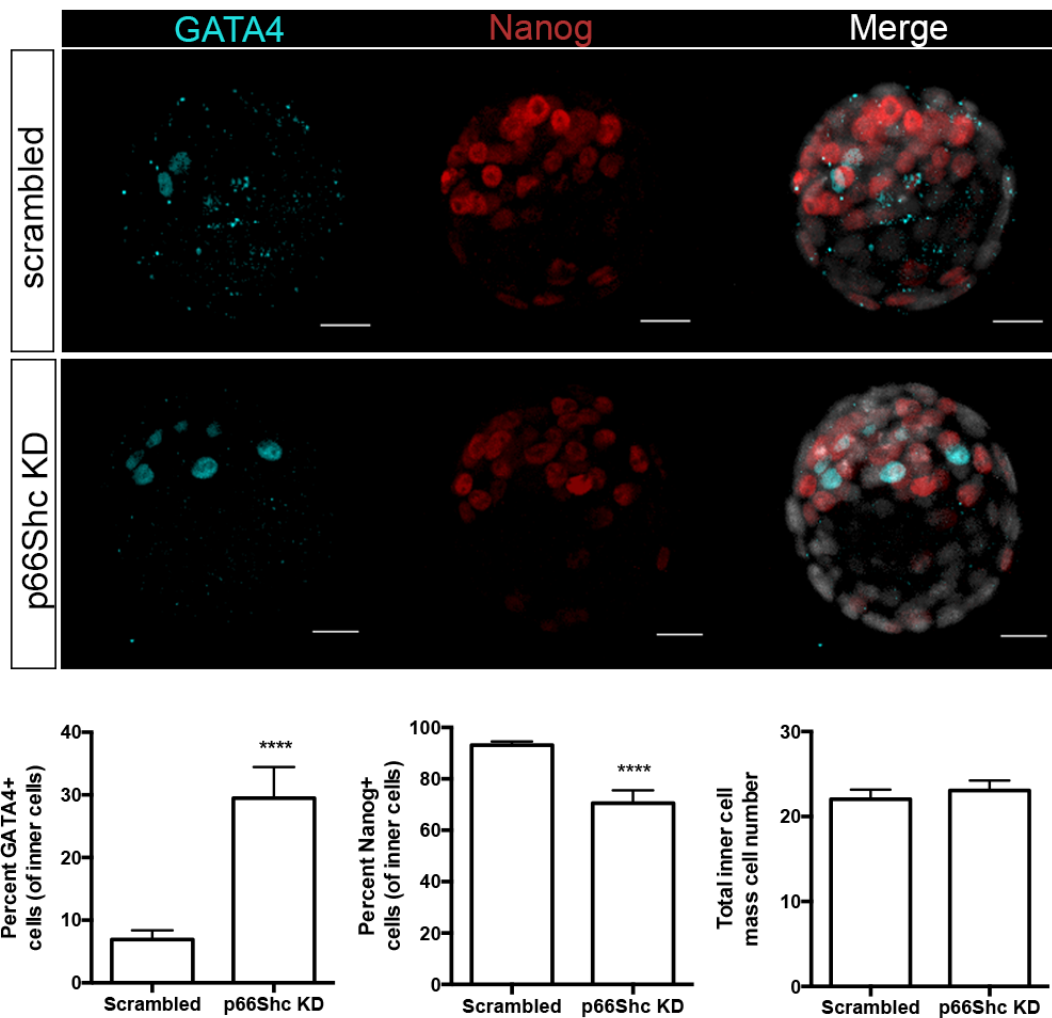 GATA4 Nanog Merge
scrambled
p66Shc KD
Percent GATA4+
cells (of inner cells)
40
30
20
10
0
****
Scrambled p66Shc KD
Percent Nanog+
cells (of inner cells)
100
80
60
40
20
0
****
Scrambled p66Shc KD
Total inner cell
mass cell number
30
20
10
0
Scrambled p66Shc KD